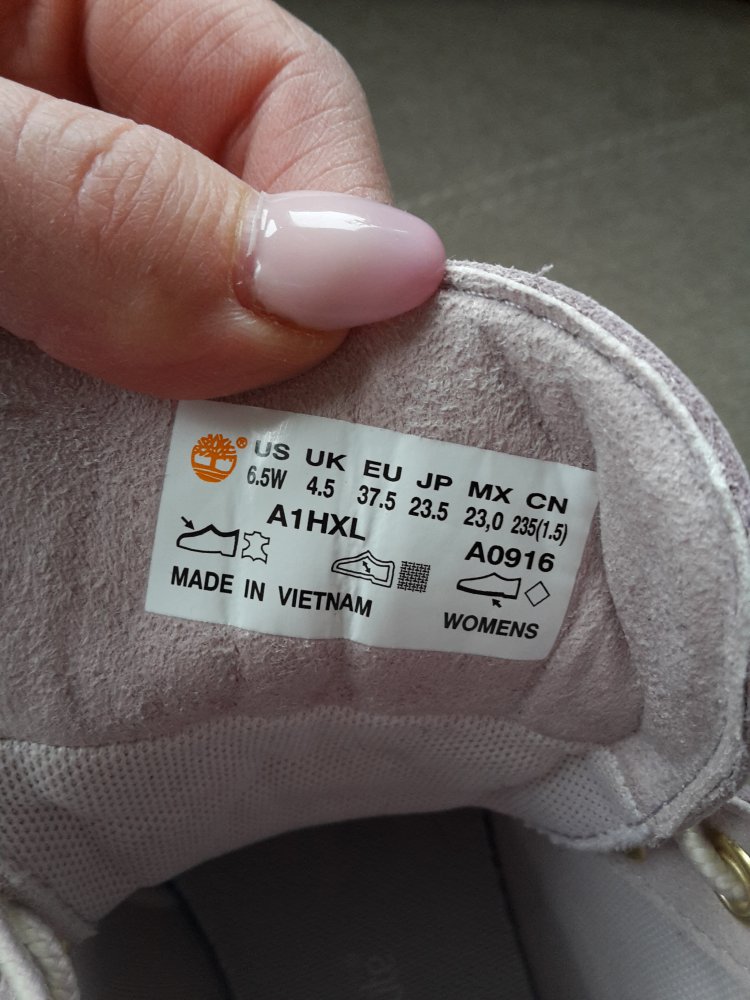 ® US UK EU JP MX CN
6.5W 4.5 37.5 23.5 23,0 235(1.5)
A1HXL A0916
MADE IN VIETNAM WOMENS